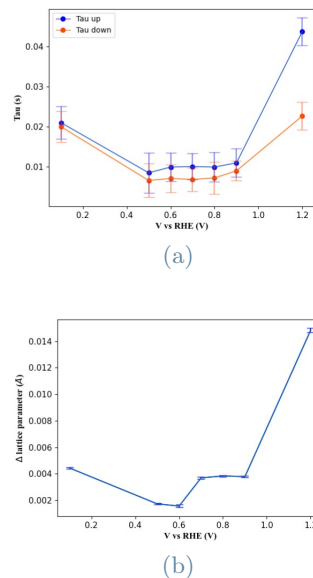 Tau up
Tau down
0.04
0.03
0.02
0.01
Tau (s)
0.2 0.4 0.6 0.8 1.0 1.2
V vs RHE (V)
(a)
0.014
0.012
0.010
0.008
0.006
0.004
0.002
Δ lattice parameter (Å)
0.2 0.4 0.6 0.8 1.0 1.2
V vs RHE (V)
(b)